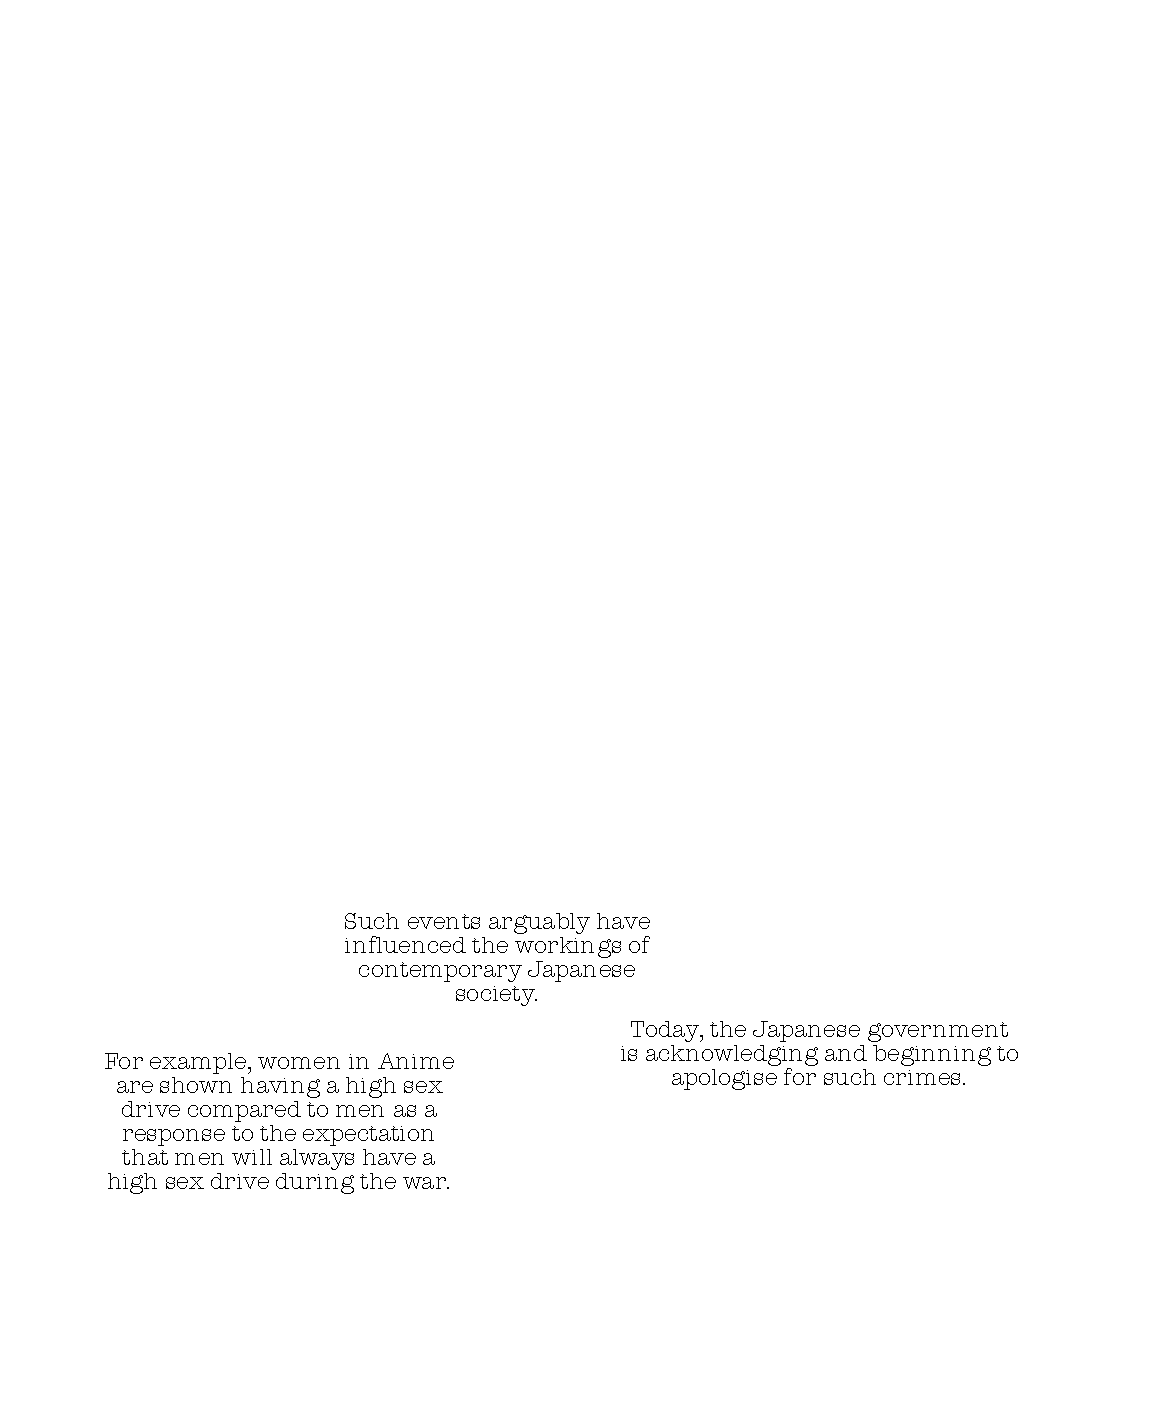 Such events arguably have
influenced the workings of
contemporary Japanese
society.
For example, women in Anime
are shown having a high sex
drive compared to men as a
response to the expectation
that men will always have a
high sex drive during the war.
Today, the Japanese government
is acknowledging and beginning to
apologise for such crimes.